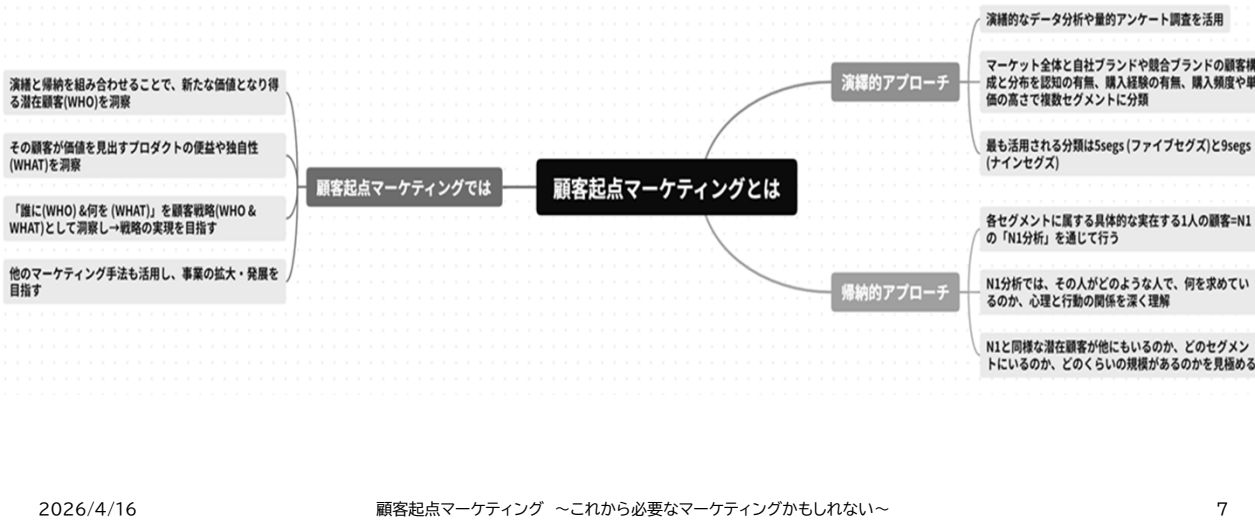 顧客起点マーケティングとは
演繹的アプローチ
演繕的なデータ分析や量的アンケート調査を活用
マーケット全体と自社ブランドや競合ブランドの顧客構
成と分布を認知の有無、購入経験の有無、購入頻度や単
価の高さで複数セグメントに分類
最も活用される分類は5segs (ファイブセグズ)と9segs
(ナインセグズ)
帰納的アプローチ
各セグメントに属する具体的な実在する1人の顧客=N1
の「N1分析」を通じて行う
N1分析では、その人がどのような人で、何を求めてい
るのか、心理と行動の関係を深く理解
N1と同様な潜在顧客が他にもいるのか、どのセグメン
トにいるのか、どのくらいの規模があるのかを見極める
顧客起点マーケティングでは
演繕と帰納を組み合わせることで、新たな価値となり得
る潜在顧客(WHO)を洞察
その顧客が価値を見出すプロダクトの便益や独自性
(WHAT)を洞察
「誰に(WHO) &何を (WHAT)」を顧客戦略(WHO &
WHAT)として洞察し→戦略の実現を目指す
他のマーケティング手法も活用し、事業の拡大・発展を
目指す
2026/4/16
顧客起点マーケティング ～これから必要なマーケティングかもしれない～
7